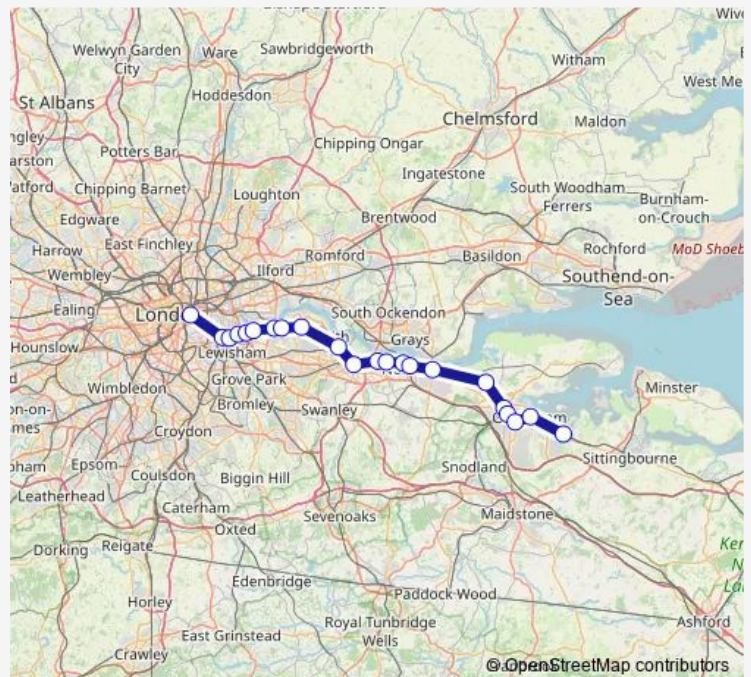 Welwyn Garden
City
Ware
Sawbridgeworth
Witham
West Me
St Albans
Hoddesdon
Chelmsford
Maldon
Chipping Ongar
Potters Bar
Ingatestone
Chipping Barnet
Loughton
South Woodham
Ferrers
Burnham-
on-Crouch
Brentwood
Edgware
East Finchley
Harrow
Romford
Basildon
Rochford
MoD Shoeb
Wembley
Ilford
Southend-on-
Sea
Ealing
Lond
South Ockendon
Hounslow
Lewisham
Grays
Wimbledon
Grove Park
Bromley
Swanley
Minster
Croydon
Sittingbourne
Epsom
Coulsdon
Biggin Hill
Snodland
Leatherhead
Caterham
Sevenoaks
Maidstone
Oxted
Dorking
Reigate
Edenbridge
Paddock Wood
Horley
Royal Tunbridge
Wells
East Grinstead
Ashford
Crawley
© OpenStreetMap contributors